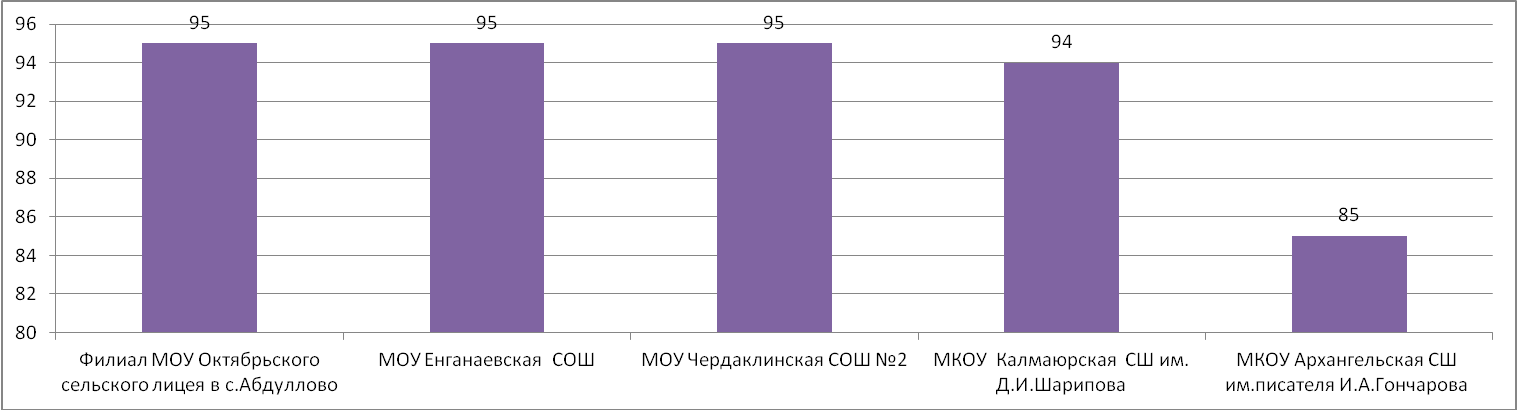 96
94
92
90
88
86
84
82
80
95
95
95
94
85
Филиал МОУ Октябрьского
сельского лицея в с.Абдуллово
МОУ Енганаевская СОШ
МОУ Чердаклинская СОШ №2
МКОУ Калмаюрская СШ им.
Д.И.Шарипова
МКОУ Архангельская СШ
им.писателя И.А.Гончарова